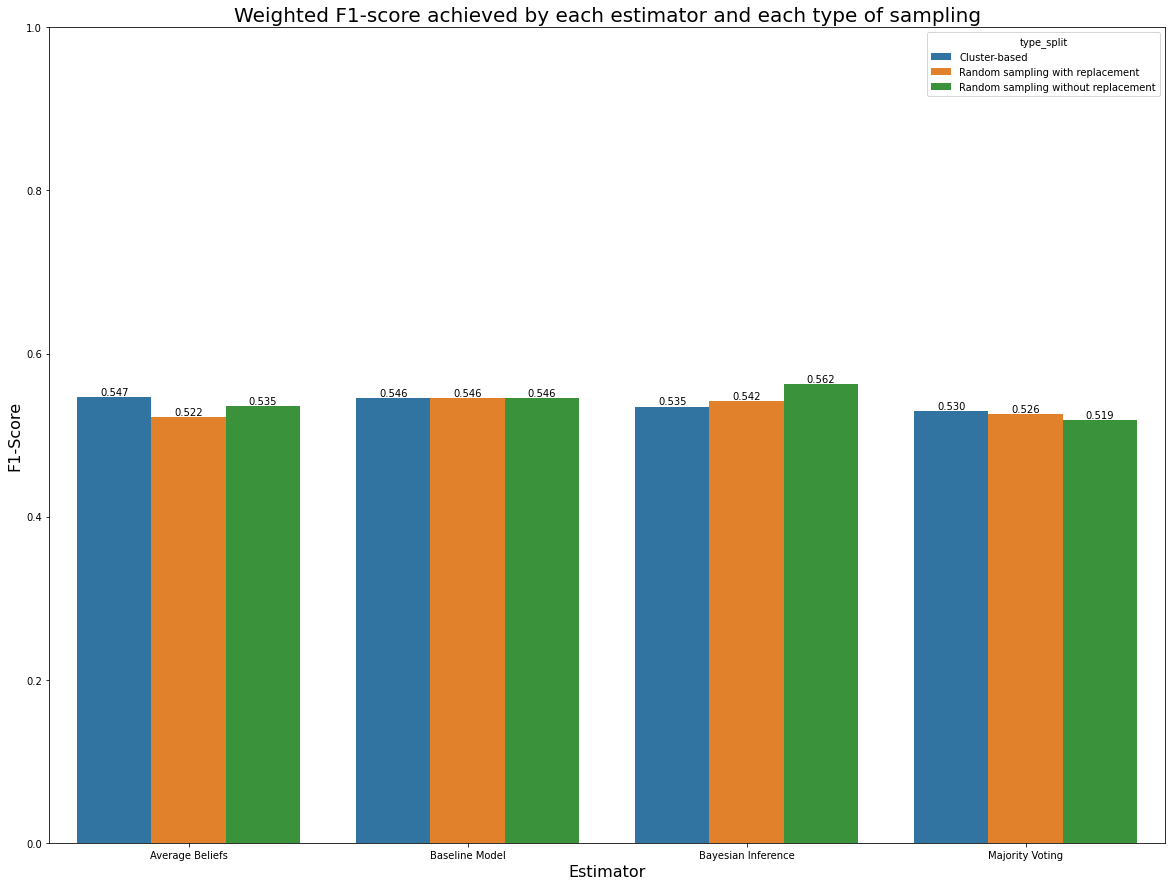 Weighted F1-score achieved by each estimator and each type of sampling
type_split
Cluster-based
Random sampling with replacement
Random sampling without replacement
F1-Score
1.0
0.8
0.6
0.4
0.2
0.0
0.547
0.522
0.535
0.546
0.546
0.546
0.535
0.542
0.562
0.530
0.526
0.519
Average Beliefs
Baseline Model
Bayesian Inference
Majority Voting
Estimator